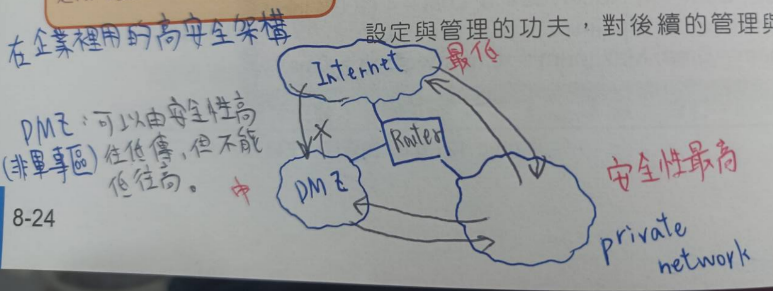 在企業裡用的高安全架構
設定與管理的功夫，對後續的管理與
Internet
最低
DMZ：可以由安全性高
(非軍事區)往低傳，但不能
低往高。
中
X
Router
DMZ
安全性最高
8-24
private
network